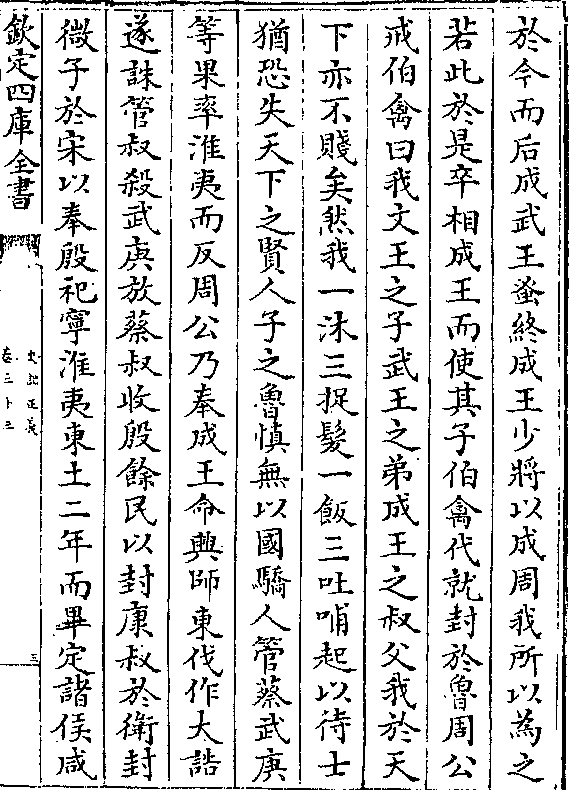 於今而后成武王蚤終成王少將以成周我所以為之
若此於是卒相成王而使其子伯禽代就封於魯周公
戒伯禽曰我文王之子武王之弟成王之叔父我於天
下亦不賤矣然我一沐三捉髮一飯三吐哺起以待士
猶恐失天下之賢人子之魯慎無以國驕人管蔡武庚
等果率淮夷而反周公乃奉成王命興師東伐作大誥
遂誅管叔殺武庚放蔡叔收殷餘民以封康叔於衛封
微子於宋以奉殷祀寧淮夷東土二年而畢定諸侯咸
欽定四庫全書
史記正義
卷三十三
三